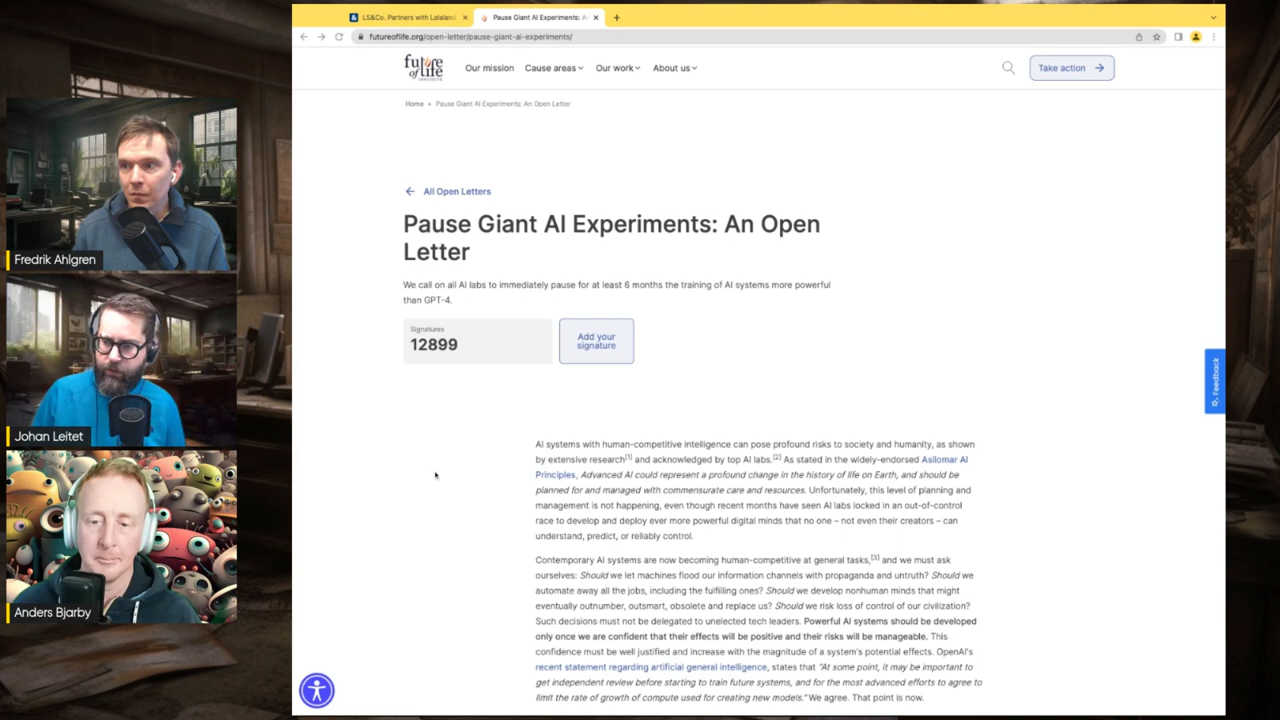 LS&Co. Partners with Lalaland
Pause Giant AI Experiments: A
futureoflife.org/open-letter/pause-giant-ai-experiments/
future of life INSTITUTE
Our mission
Cause areas
Our work
About us
Take action
Home
Pause Giant AI Experiments: An Open Letter
All Open Letters
Pause Giant AI Experiments: An Open
Letter
We call on all AI labs to immediately pause for at least 6 months the training of AI systems more powerful
than GPT-4.
Signatures
12899
Add your
signature
Feedback
AI systems with human-competitive intelligence can pose profound risks to society and humanity, as shown
by extensive research[1] and acknowledged by top AI labs.[2] As stated in the widely-endorsed Asilomar AI
Principles, Advanced AI could represent a profound change in the history of life on Earth, and should be
planned for and managed with commensurate care and resources. Unfortunately, this level of planning and
management is not happening, even though recent months have seen AI labs locked in an out-of-control
race to develop and deploy ever more powerful digital minds that no one – not even their creators – can
understand, predict, or reliably control.
Contemporary AI systems are now becoming human-competitive at general tasks,[3] and we must ask
ourselves: Should we let machines flood our information channels with propaganda and untruth? Should we
automate away all the jobs, including the fulfilling ones? Should we develop nonhuman minds that might
eventually outnumber, outsmart, obsolete and replace us? Should we risk loss of control of our civilization?
Such decisions must not be delegated to unelected tech leaders. Powerful AI systems should be developed
only once we are confident that their effects will be positive and their risks will be manageable. This
confidence must be well justified and increase with the magnitude of a system's potential effects. OpenAI's
recent statement regarding artificial general intelligence, states that "At some point, it may be important to
get independent review before starting to train future systems, and for the most advanced efforts to agree to
limit the rate of growth of compute used for creating new models." We agree. That point is now.
Fredrik Ahlgren
Johan Leitet
Anders Bjarby